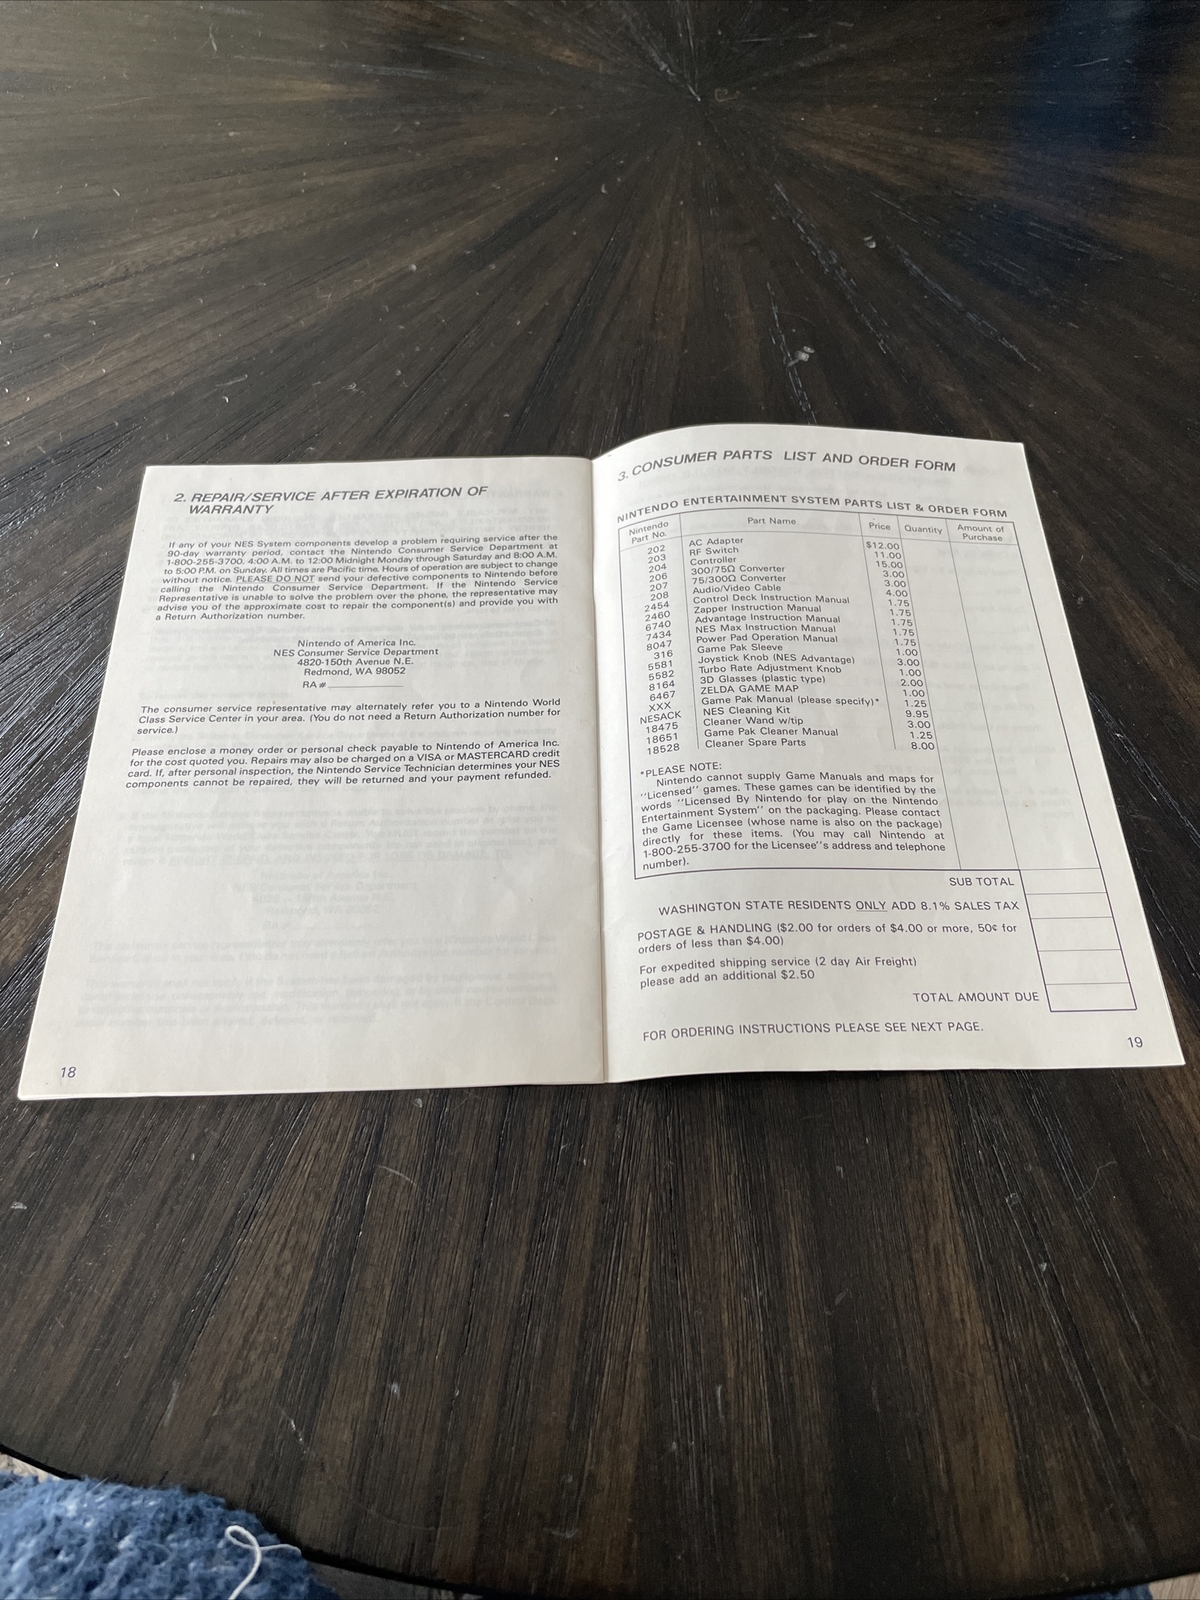 2. REPAIR/SERVICE AFTER EXPIRATION OF
WARRANTY
If any of your NES System components develop a problem requiring service after the
90-day warranty period, contact the Nintendo Consumer Service Department at
1-800-255-3700. 4:00 A.M. to 12:00 Midnight Monday through Saturday and 8:00 A.M.
to 5:00 P.M. on Sunday. All times are Pacific time. Hours of operation are subject to change
without notice. PLEASE DO NOT send your defective components to Nintendo before
calling the Nintendo Consumer Service Department. If the Nintendo Service
Representative is unable to solve the problem over the phone, the representative may
advise you of the approximate cost to repair the component(s) and provide you with
a Return Authorization number.
Nintendo of America Inc.
NES Consumer Service Department
4820-150th Avenue N.E.
Redmond, WA 98052
RA#
The consumer service representative may alternately refer you to a Nintendo World
Class Service Center in your area. (You do not need a Return Authorization number for
service.)
Please enclose a money order or personal check payable to Nintendo of America Inc.
for the cost quoted you. Repairs may also be charged on a VISA or MASTERCARD credit
card. If, after personal inspection, the Nintendo Service Technician determines your NES
components cannot be repaired, they will be returned and your payment refunded.
18
3. CONSUMER PARTS LIST AND ORDER FORM
NINTENDO ENTERTAINMENT SYSTEM PARTS LIST & ORDER FORM
Nintendo Part No. Part Name Price Quantity Amount of Purchase
202 AC Adapter $12.00
203 RF Switch 11.00
204 Controller 15.00
206 300/75Ω Converter 3.00
207 75/300Ω Converter 3.00
208 Audio/Video Cable 4.00
2454 Control Deck Instruction Manual 1.75
2460 Zapper Instruction Manual 1.75
6740 Advantage Instruction Manual 1.75
7434 NES Max Instruction Manual 1.75
8047 Power Pad Operation Manual 1.75
316 Game Pak Sleeve 1.00
5581 Joystick Knob (NES Advantage) 3.00
5582 Turbo Rate Adjustment Knob 1.00
8164 3D Glasses (plastic type) 2.00
6467 ZELDA GAME MAP 1.00
XXX Game Pak Manual (please specify)* 1.25
NESACK NES Cleaning Kit 9.95
18475 Cleaner Wand w/tip 3.00
18651 Game Pak Cleaner Manual 1.25
18528 Cleaner Spare Parts 8.00
*PLEASE NOTE:
Nintendo cannot supply Game Manuals and maps for
"Licensed" games. These games can be identified by the
words "Licensed By Nintendo for play on the Nintendo
Entertainment System" on the packaging. Please contact
the Game Licensee (whose name is also on the package)
directly for these items. (You may call Nintendo at
1-800-255-3700 for the Licensee''s address and telephone
number).
SUB TOTAL
WASHINGTON STATE RESIDENTS ONLY ADD 8.1% SALES TAX
POSTAGE & HANDLING ($2.00 for orders of $4.00 or more, 50¢ for
orders of less than $4.00)
For expedited shipping service (2 day Air Freight)
please add an additional $2.50
TOTAL AMOUNT DUE
FOR ORDERING INSTRUCTIONS PLEASE SEE NEXT PAGE.
19